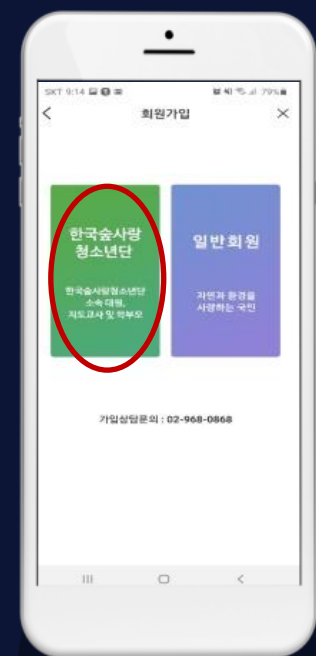 SKT 9:14
79%
회원가입
한국숲사랑
청소년단
한국숲사랑청소년단
소속 대원,
지도교사 및 학부모
일반회원
자연과 환경을
사랑하는 국민
가입상담문의 : 02-968-0868